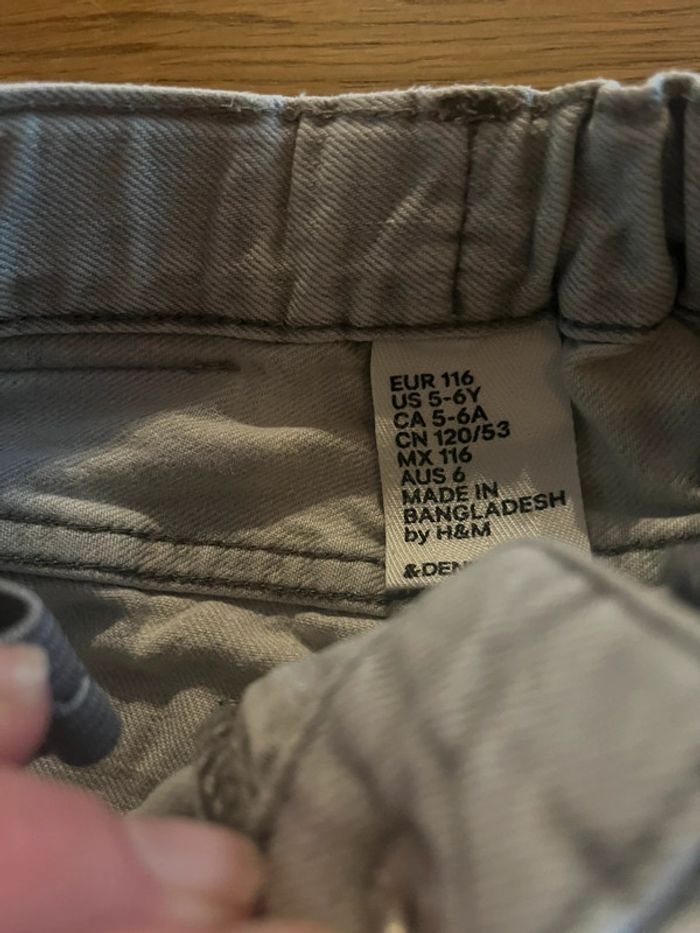 EUR 116
US 5-6Y
CA 5-6A
CN 120/53
MX 116
AUS 6
MADE IN
BANGLADESH
by H&M